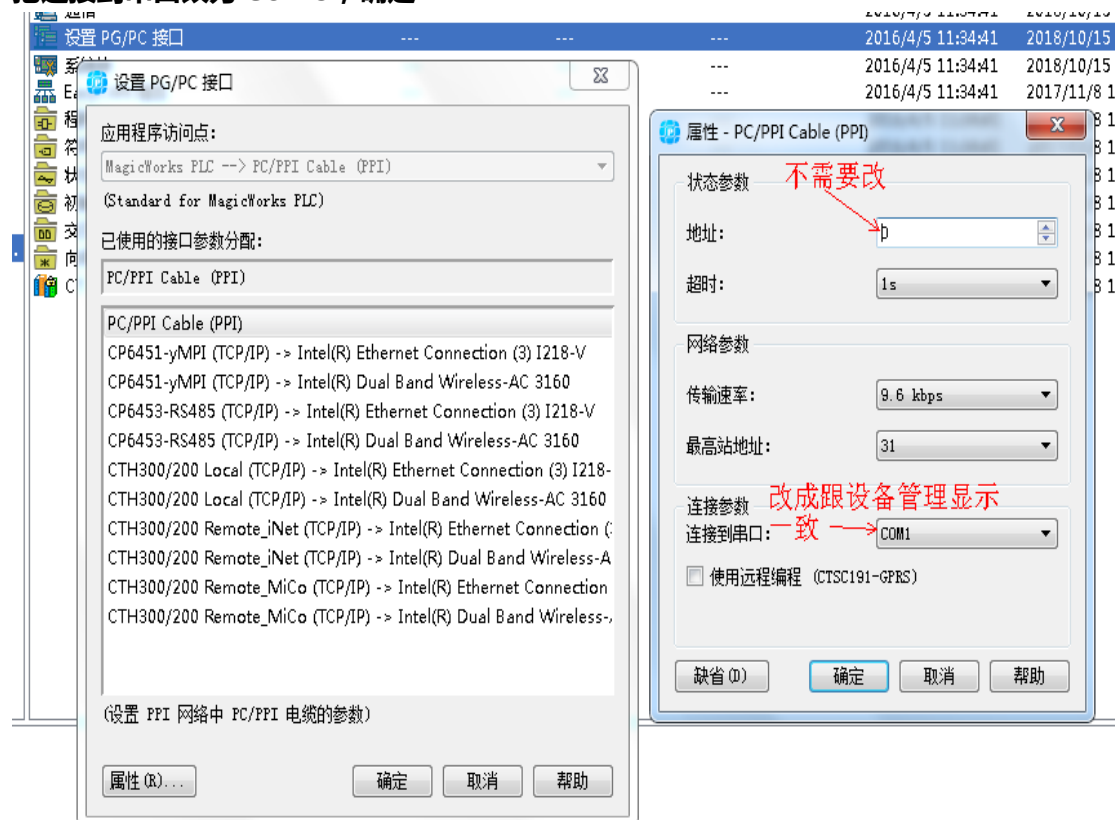 设置 PG/PC 接口 --- --- --- 2016/4/5 11:34:41 2018/10/15
--- 2016/4/5 11:34:41 2018/10/15
--- 2016/4/5 11:34:41 2017/11/8 1
设置 PG/PC 接口
应用程序访问点:
MagicWorks PLC --> PC/PPI Cable (PPI)
(Standard for MagicWorks PLC)
已使用的接口参数分配:
PC/PPI Cable (PPI)
PC/PPI Cable (PPI)
CP6451-yMPI (TCP/IP) -> Intel(R) Ethernet Connection (3) I218-V
CP6451-yMPI (TCP/IP) -> Intel(R) Dual Band Wireless-AC 3160
CP6453-RS485 (TCP/IP) -> Intel(R) Ethernet Connection (3) I218-V
CP6453-RS485 (TCP/IP) -> Intel(R) Dual Band Wireless-AC 3160
CTH300/200 Local (TCP/IP) -> Intel(R) Ethernet Connection (3) I218-
CTH300/200 Local (TCP/IP) -> Intel(R) Dual Band Wireless-AC 3160
CTH300/200 Remote_iNet (TCP/IP) -> Intel(R) Ethernet Connection (
CTH300/200 Remote_iNet (TCP/IP) -> Intel(R) Dual Band Wireless-A
CTH300/200 Remote_MiCo (TCP/IP) -> Intel(R) Ethernet Connection
CTH300/200 Remote_MiCo (TCP/IP) -> Intel(R) Dual Band Wireless-
(设置 PPI 网络中 PC/PPI 电缆的参数)
属性(R)... 确定 取消 帮助
属性 - PC/PPI Cable (PPI)
状态参数 不需要改
地址:
超时: 1s
网络参数
传输速率: 9.6 kbps
最高站地址: 31
连接参数 改成跟设备管理显示
连接到串口: 一致 COM1
使用远程编程 (CTSC191-GPRS)
缺省(D) 确定 取消 帮助